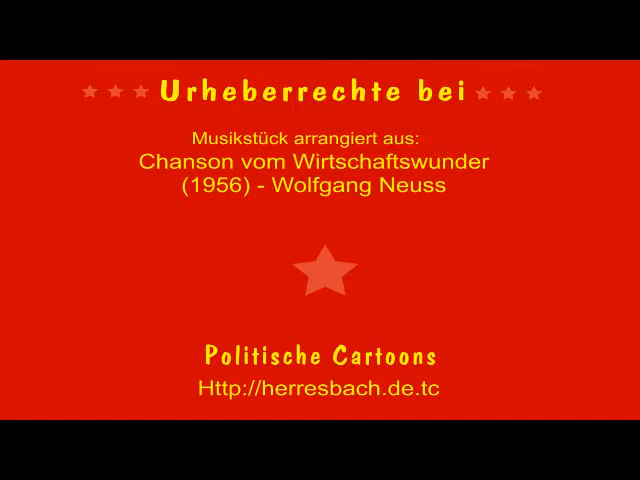 Urheberrechte bei
Musikstück arrangiert aus:
Chanson vom Wirtschaftswunder
(1956) - Wolfgang Neuss
Politische Cartoons
Http://herresbach.de.tc